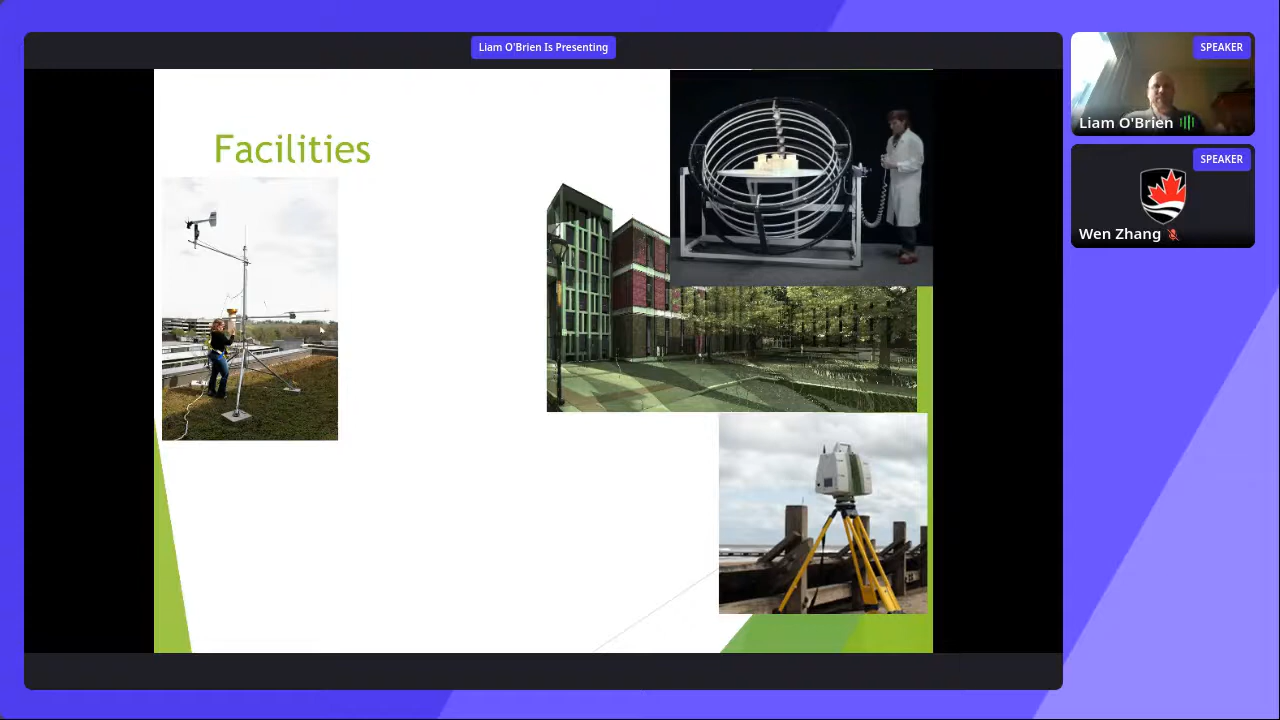 Liam O'Brien Is Presenting
Facilities
SPEAKER
Liam O'Brien
SPEAKER
Wen Zhang